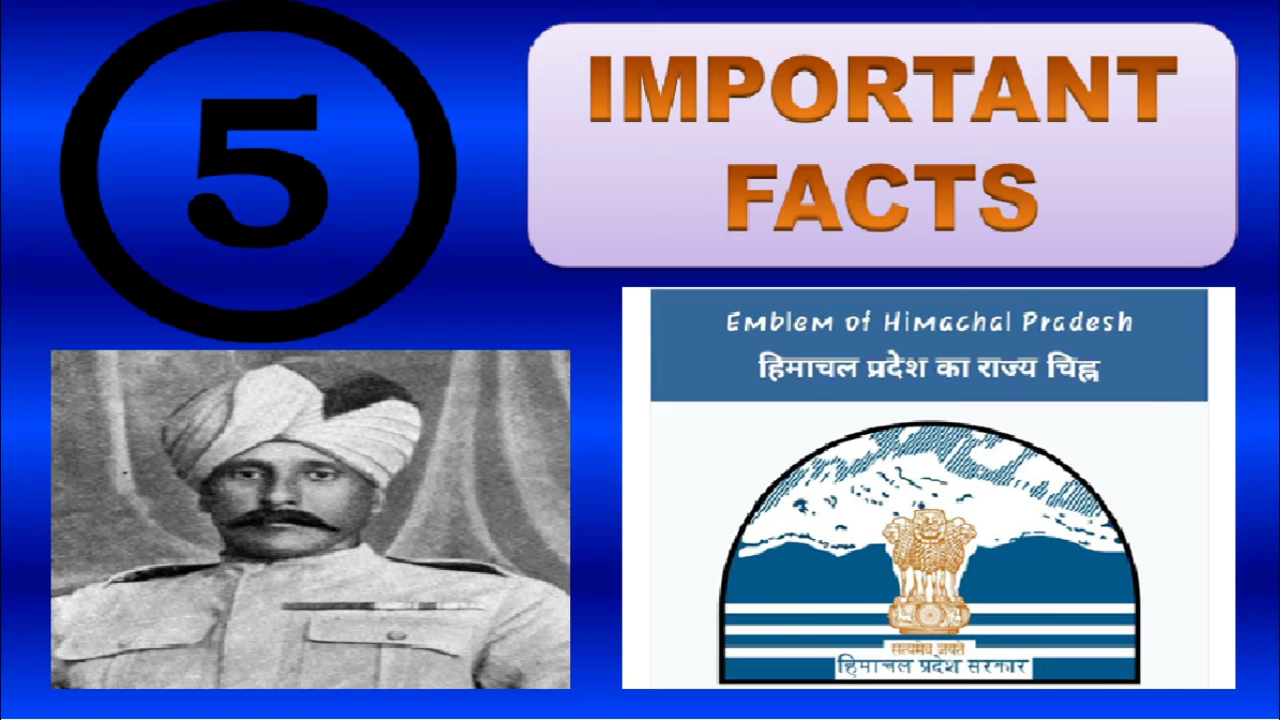 5
IMPORTANT
FACTS
Emblem of Himachal Pradesh
हिमाचल प्रदेश का राज्य चिह्न
सत्यमेव जयते
हिमाचल प्रदेश सरकार